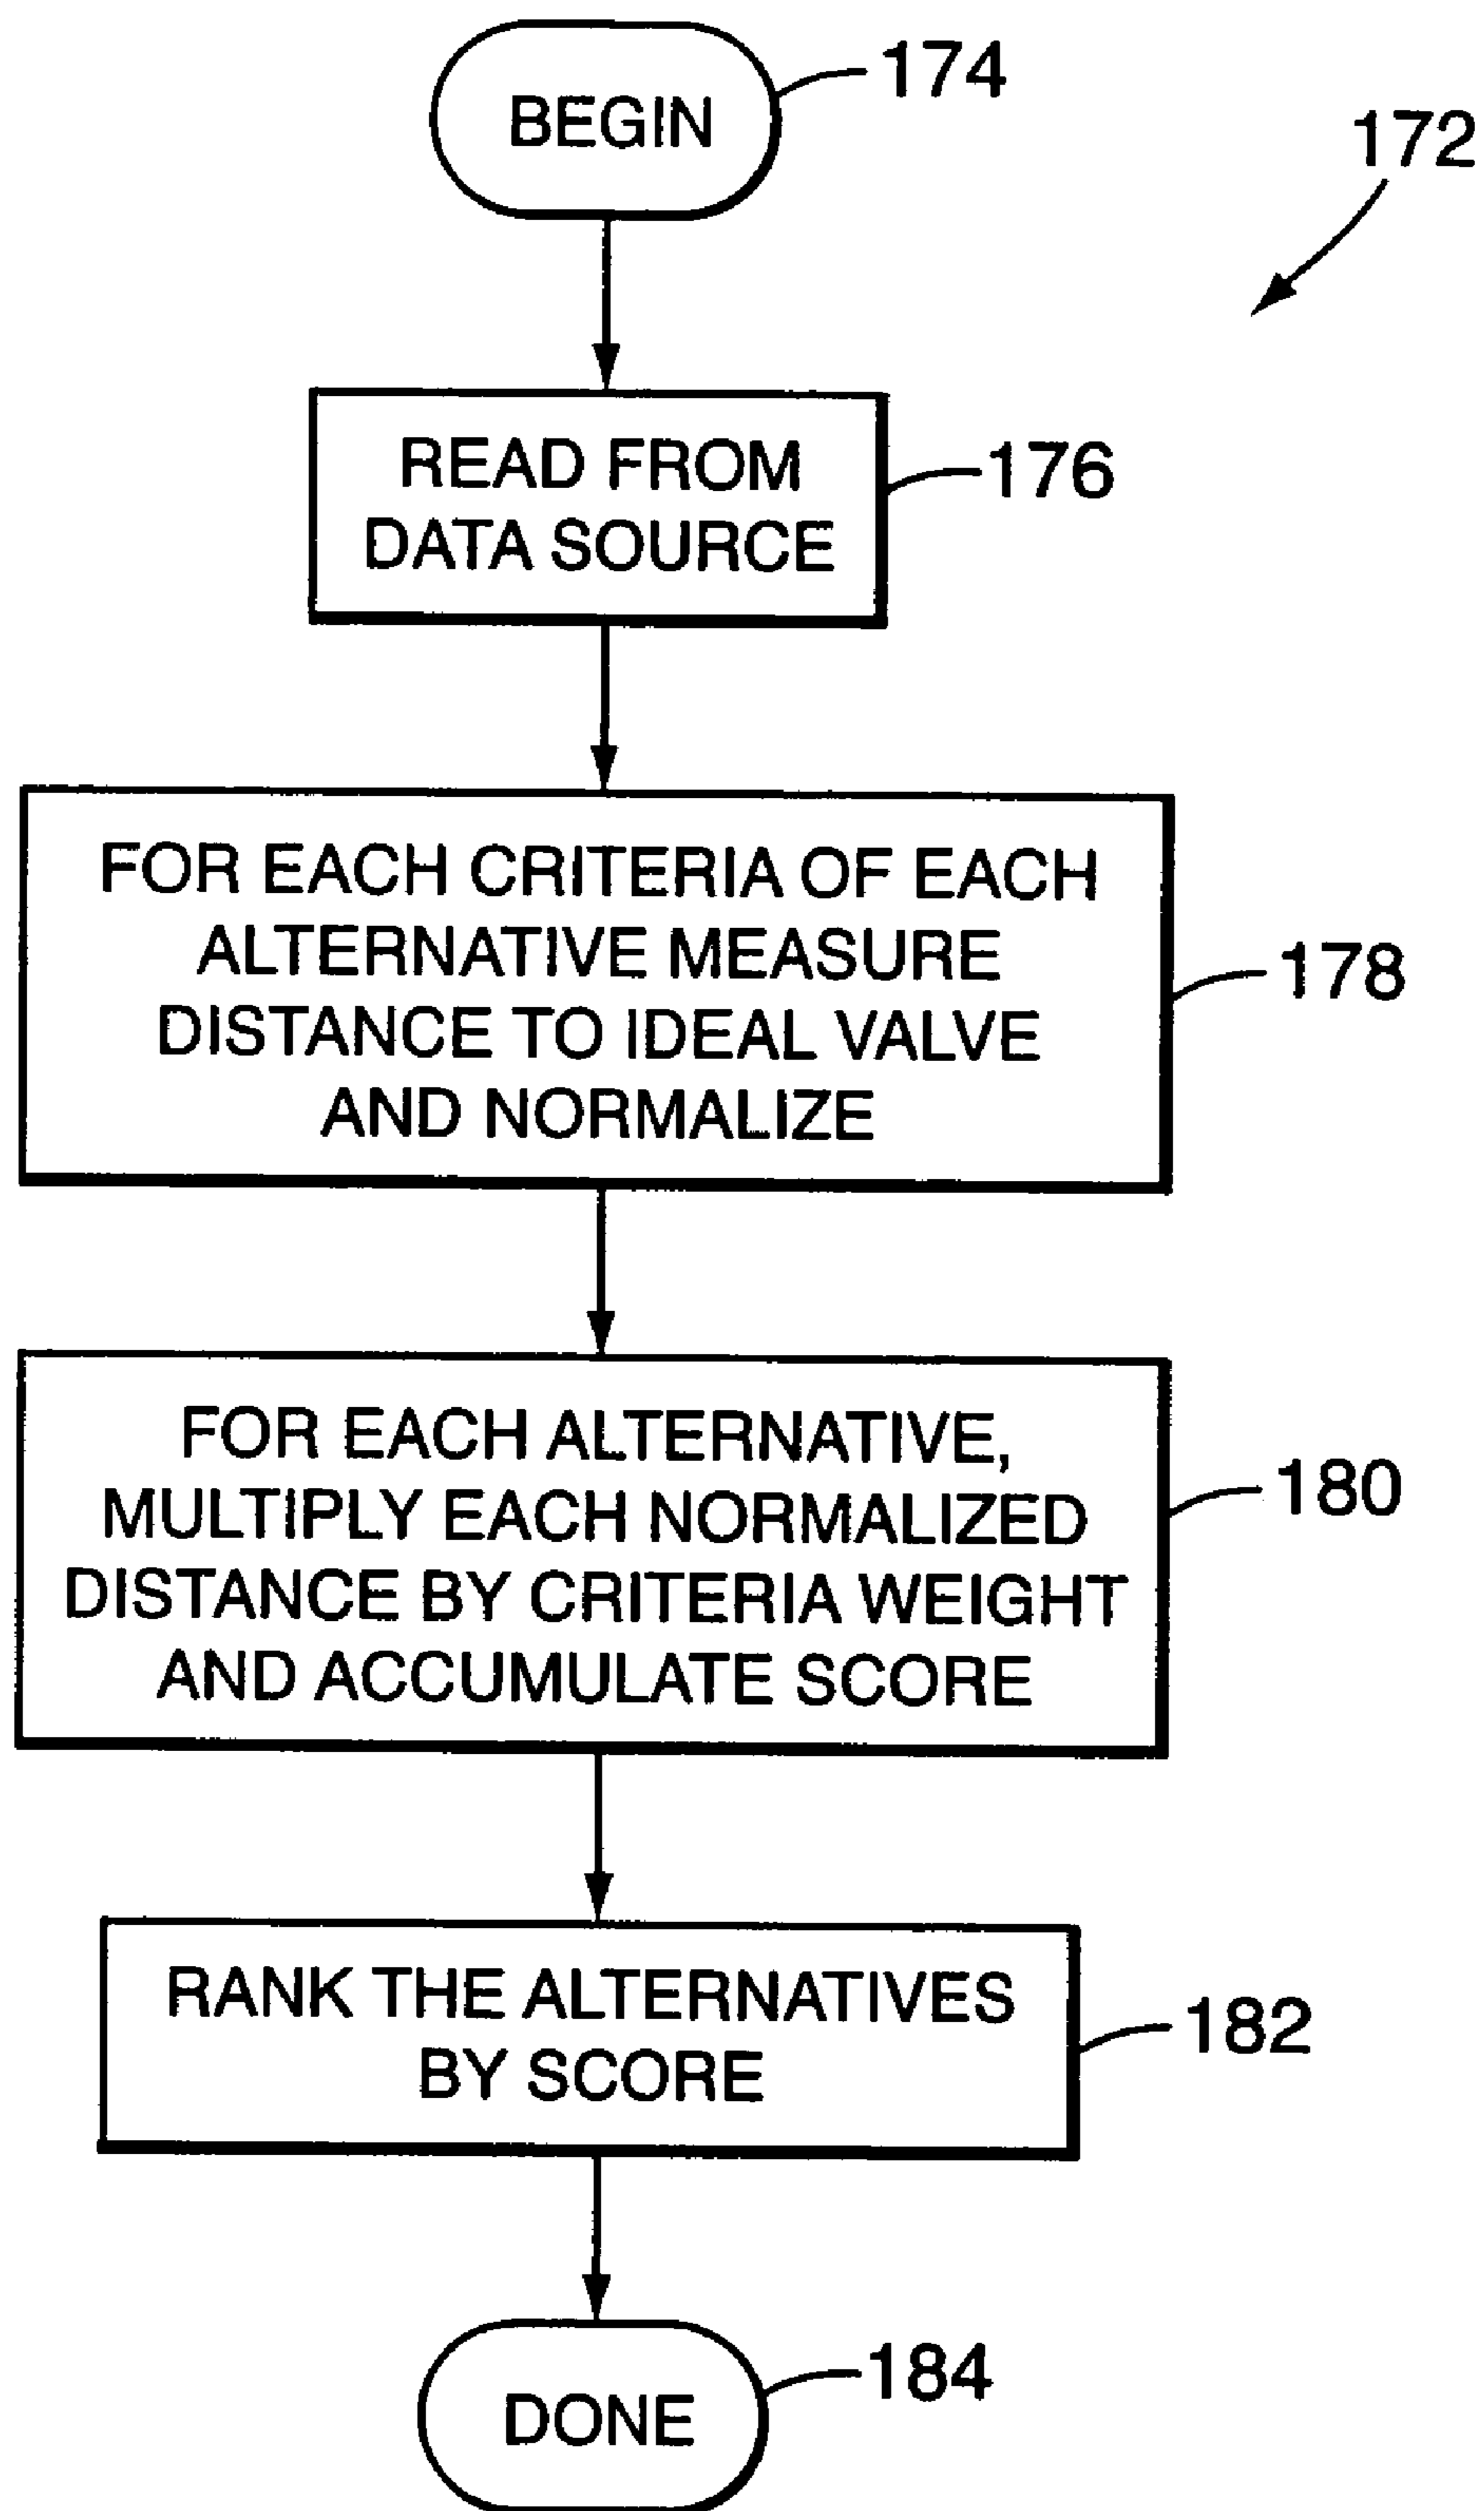 BEGIN
174
172
READ FROM
DATA SOURCE
176
FOR EACH CRITERIA OF EACH
ALTERNATIVE MEASURE
DISTANCE TO IDEAL VALVE
AND NORMALIZE
178
FOR EACH ALTERNATIVE,
MULTIPLY EACH NORMALIZED
DISTANCE BY CRITERIA WEIGHT
AND ACCUMULATE SCORE
180
RANK THE ALTERNATIVES
BY SCORE
182
DONE
184